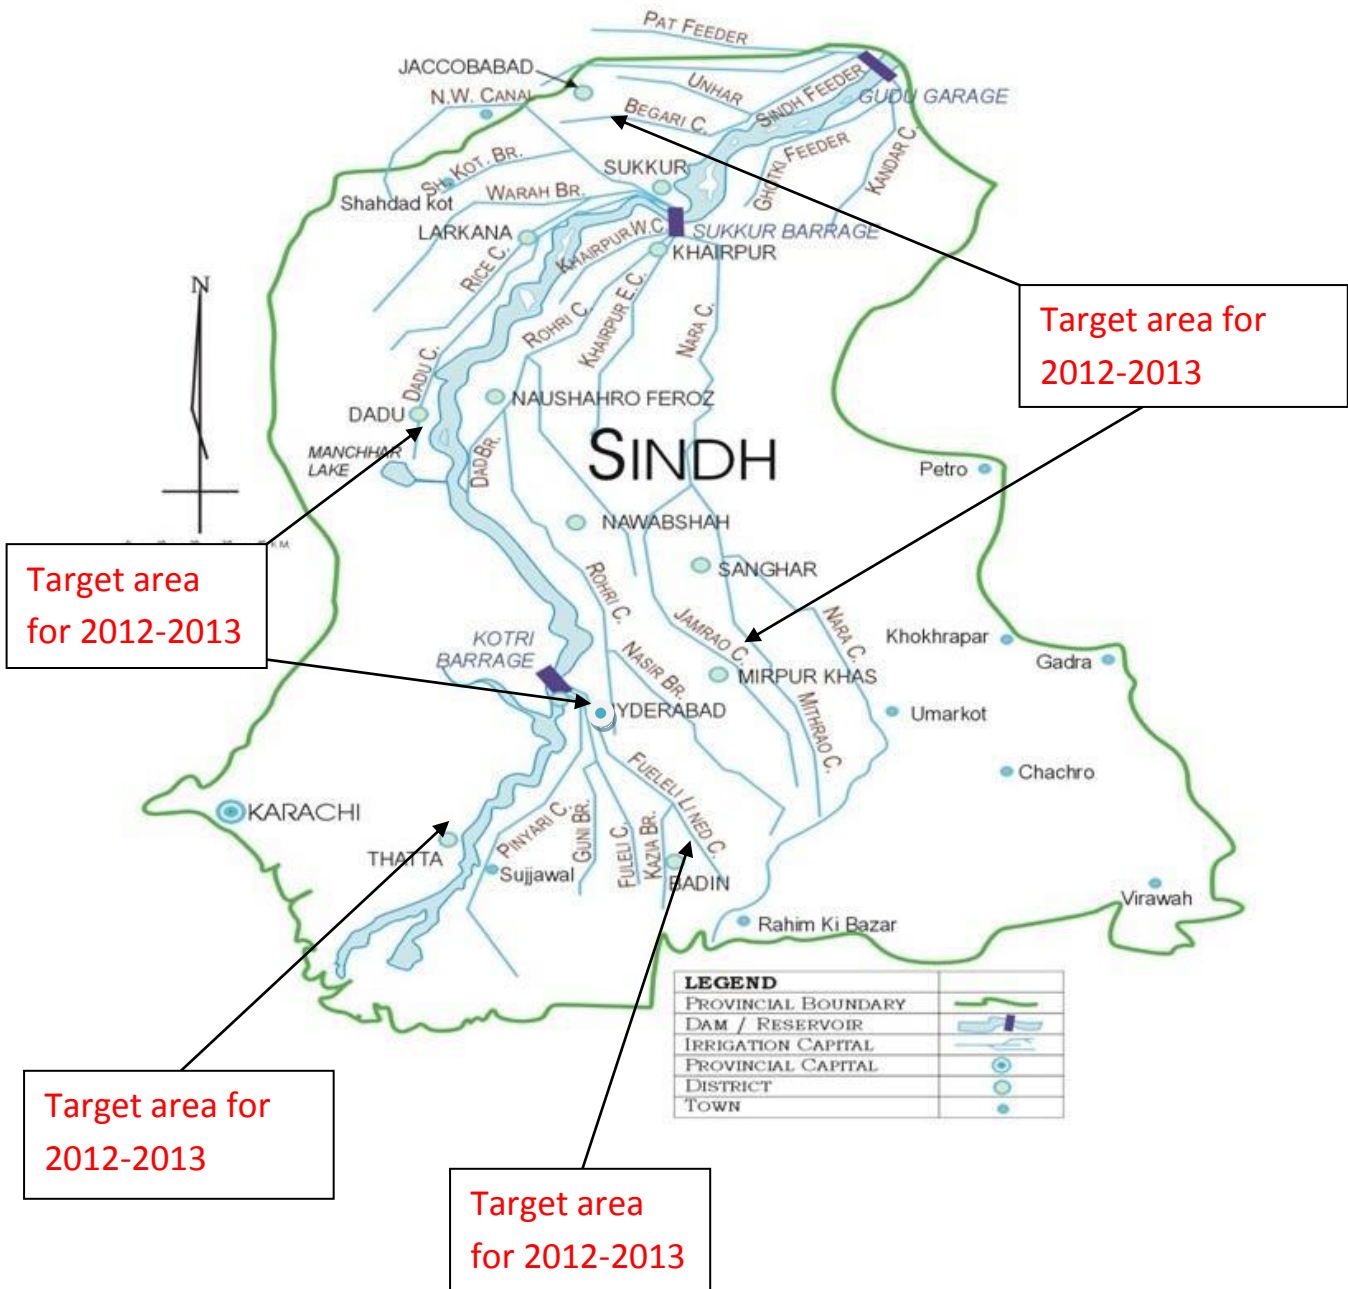 PAT FEEDER
JACCOBABAD
UNHAR
SINDH FEEDER
N.W. CANAL
GUDU GARAGE
BEGARI C.
GHOTKI FEEDER
KANDAR C.
SH. KOT. BR.
SUKKUR
WARAH BR.
Shahdad kot
LARKANA
KHAIRPUR W.C.
SUKKUR BARRAGE
KHAIRPUR
RICE C.
N
ROHRI C.
KHAIRPUR E.C.
NARA C.
Target area for
2012-2013
DADU C.
DADU
NAUSHAHRO FEROZ
MANCHHAR
LAKE
DAD BR.
SINDH
Petro
NAWABSHAH
K.M.
Target area
for 2012-2013
SANGHAR
ROHRI C.
JAMRAO C.
NARA C.
KOTRI
BARRAGE
NASIR BR.
Khokhrapar
Gadra
MIRPUR KHAS
MITHRAO C.
YDERABAD
Umarkot
FUELELI LINED C.
Chachro
KARACHI
PINYARI C.
GUNI BR.
FULELI C.
KAZIA BR.
THATTA
Sujjawal
BADIN
Virawah
Rahim Ki Bazar
LEGEND
PROVINCIAL BOUNDARY
DAM / RESERVOIR
IRRIGATION CAPITAL
PROVINCIAL CAPITAL
DISTRICT
TOWN
Target area for
2012-2013
Target area
for 2012-2013